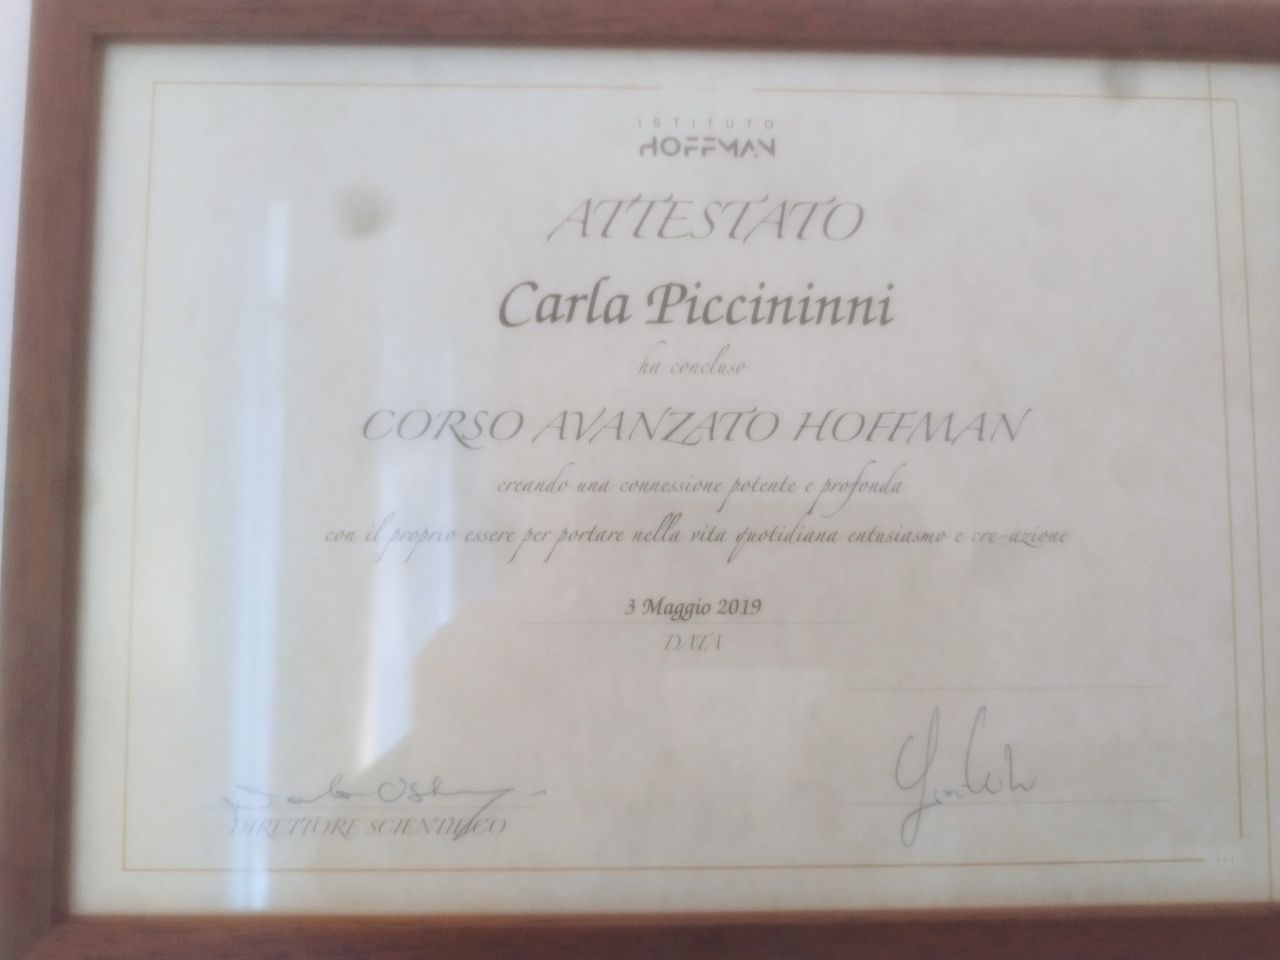 ISTITUTO
HOFFMAN
ATTESTATO
Carla Piccininni
ha concluso
CORSO AVANZATO HOFFMAN
creando una connessione potente e profonda
con il proprio essere per portare nella vita quotidiana entusiasmo e cre-azione
3 Maggio 2019
DATA
DIRETTORE SCIENTIFICO